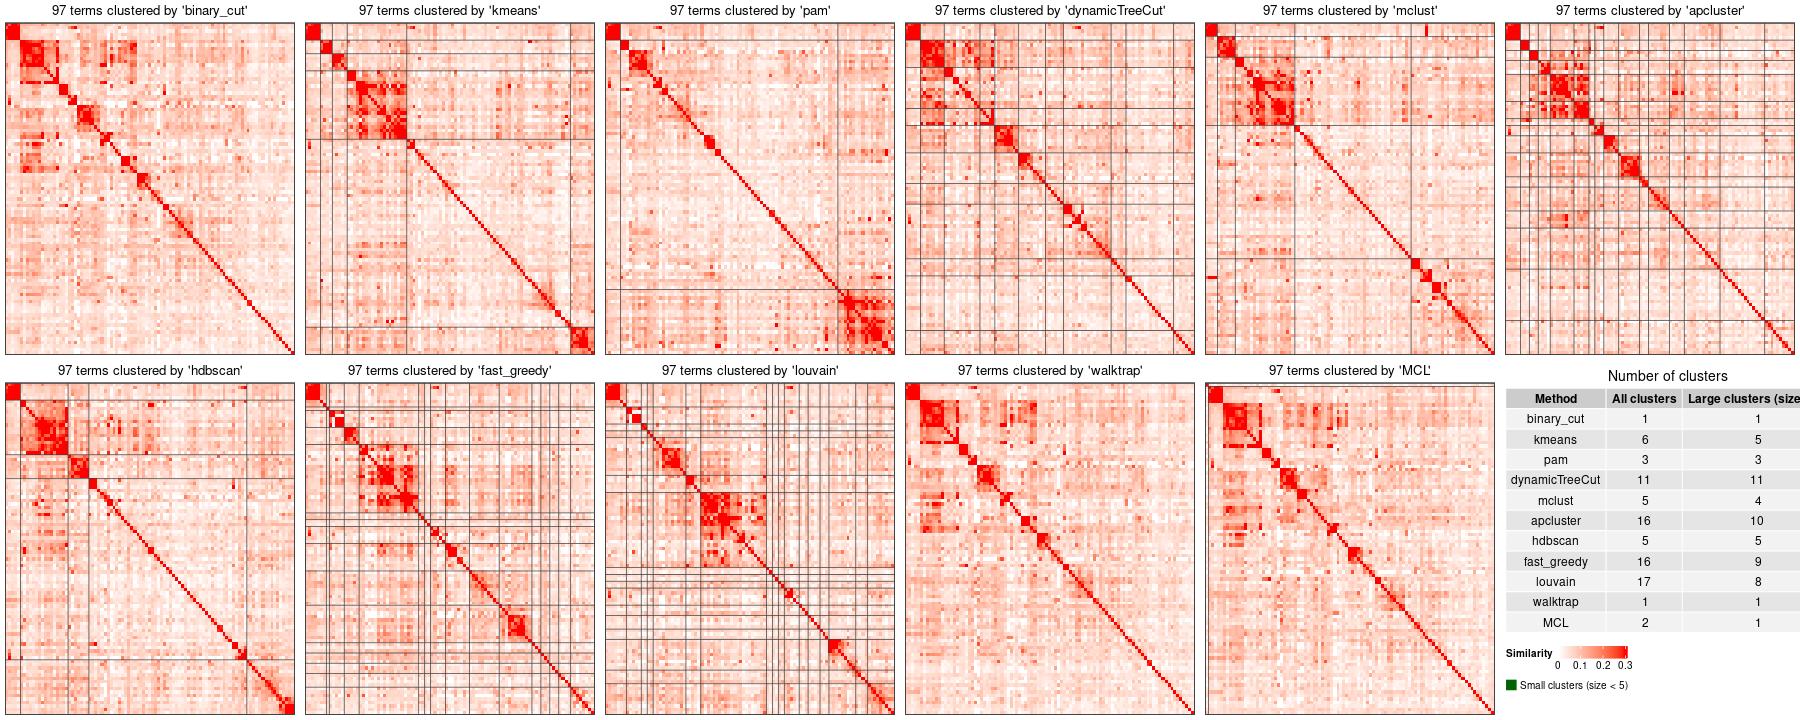 97 terms clustered by 'binary_cut'
97 terms clustered by 'kmeans'
97 terms clustered by 'pam'
97 terms clustered by 'dynamicTreeCut'
97 terms clustered by 'mclust'
97 terms clustered by 'apcluster'
97 terms clustered by 'hdbscan'
97 terms clustered by 'fast_greedy'
97 terms clustered by 'louvain'
97 terms clustered by 'walktrap'
97 terms clustered by 'MCL'
Number of clusters
Method All clusters Large clusters (size
binary_cut 1 1
kmeans 6 5
pam 3 3
dynamicTreeCut 11 11
mclust 5 4
apcluster 16 10
hdbscan 5 5
fast_greedy 16 9
louvain 17 8
walktrap 1 1
MCL 2 1
Similarity
0 0.1 0.2 0.3
Small clusters (size < 5)